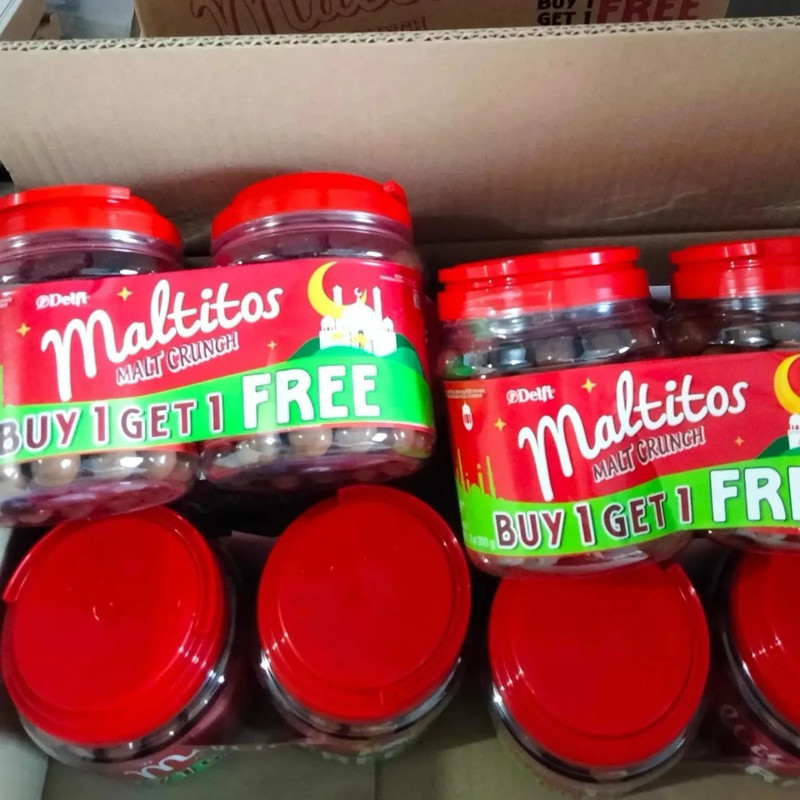 Maltitos
BUY 1
GET 1 FREE
Delfi
Maltitos
MALT CRUNCH
BUY 1 GET 1 FREE
Delfi
Maltitos
MALT CRUNCH
BUY 1 GET 1 FRE